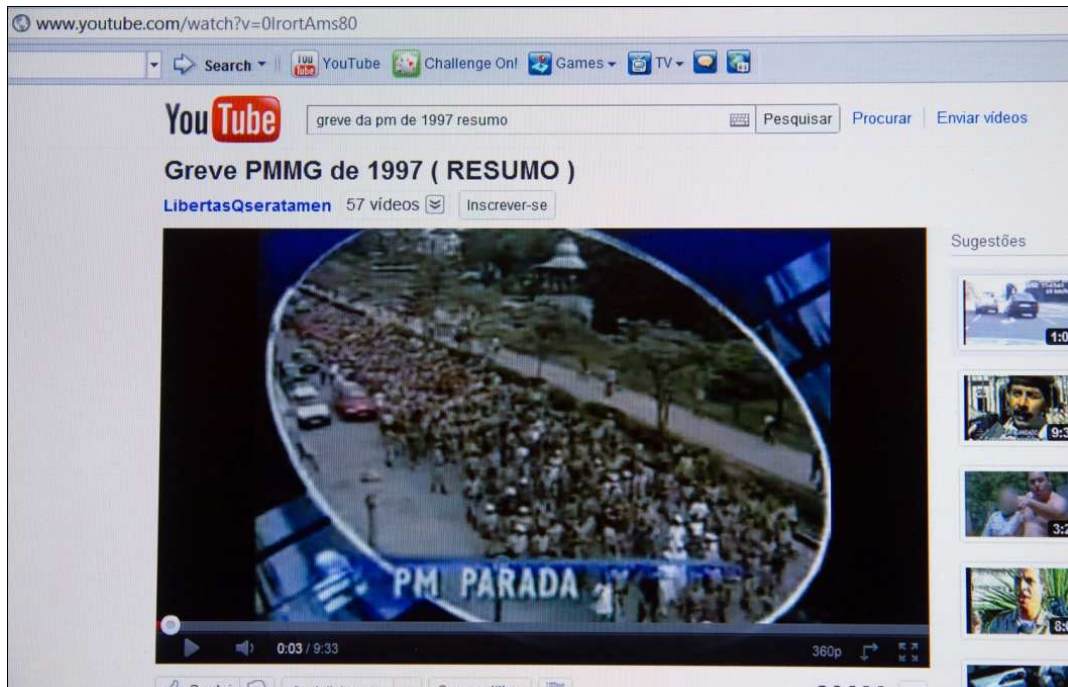 www.youtube.com/watch?v=0IrortAms80
Search YouTube Challenge On! Games TV
You Tube greve da pm de 1997 resumo Pesquisar Procurar Enviar vídeos
Greve PMMG de 1997 ( RESUMO )
LibertasQseratamen 57 vídeos Inscrever-se
Sugestões
PM PARADA
0:03 / 9:33 360p